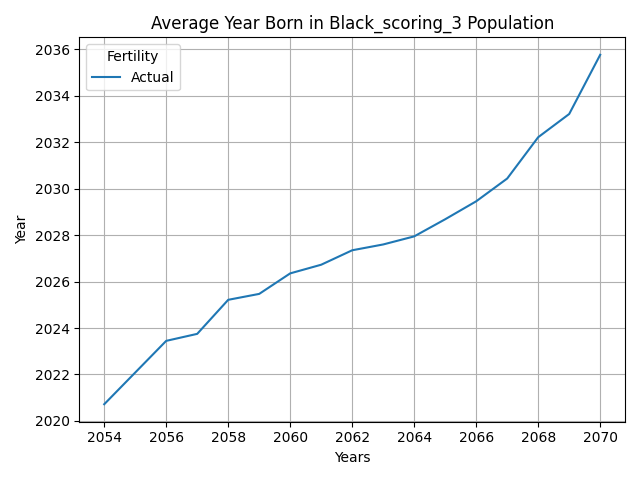 Average Year Born in Black_scoring_3 Population
Fertility
Actual
2036
2034
2032
2030
2028
2026
2024
2022
2020
Year
2054 2056 2058 2060 2062 2064 2066 2068 2070
Years